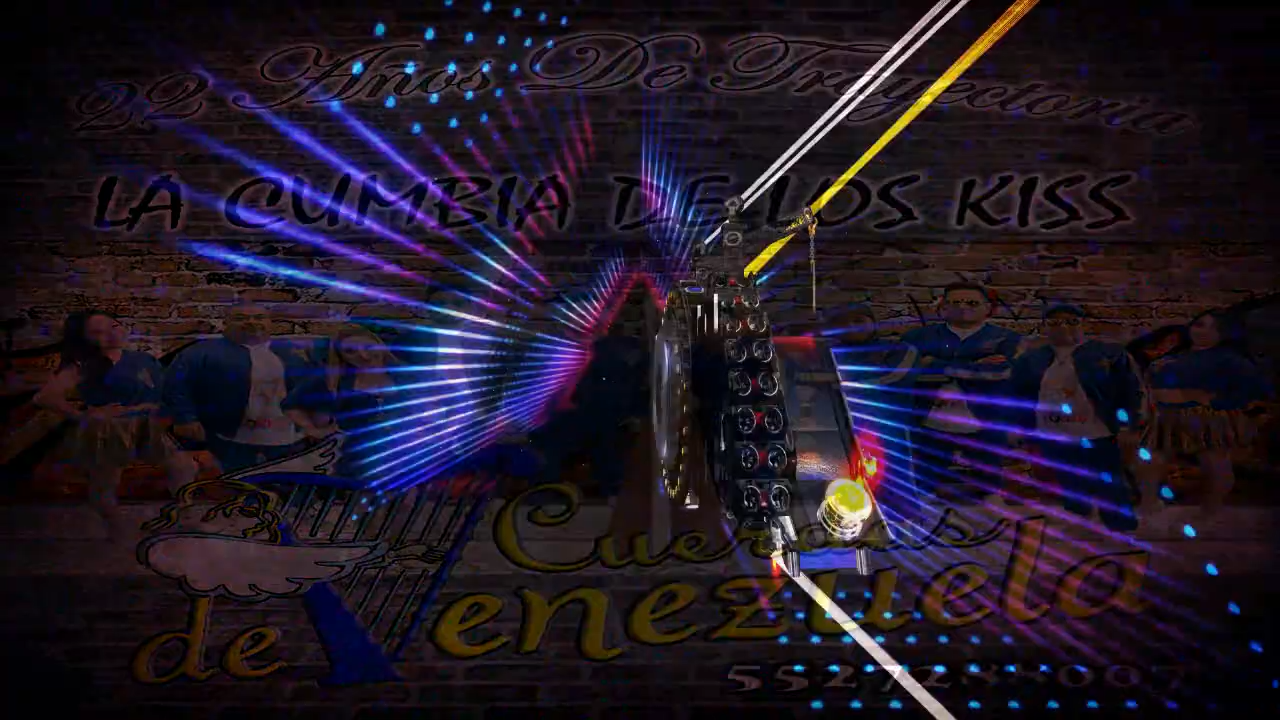 22 Años De Trayectoria
LA CUMBIA DE LOS KISS
Cuerdas
de Venezuela